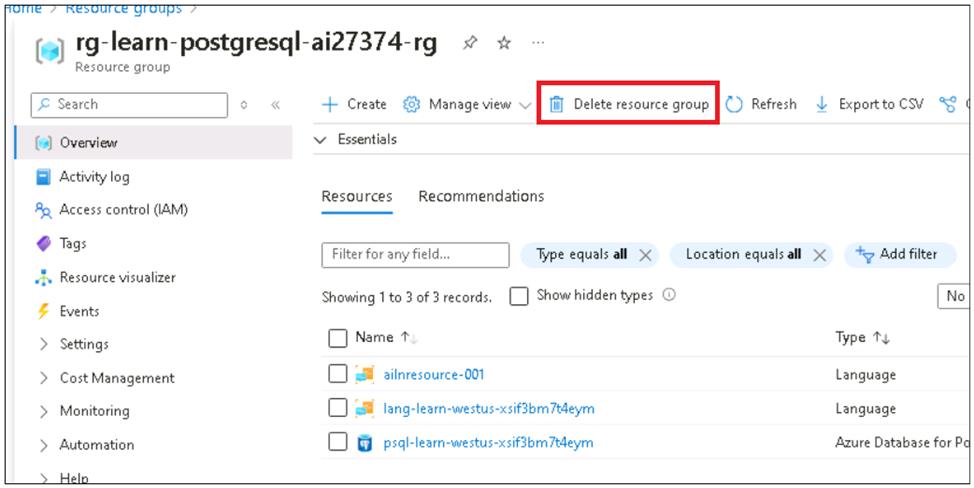 Home > Resource groups >
rg-learn-postgresql-ai27374-rg
Resource group
Search
Create Manage view Delete resource group Refresh Export to CSV
Essentials
Overview
Activity log
Access control (IAM)
Tags
Resource visualizer
Events
Settings
Cost Management
Monitoring
Automation
Help
Resources Recommendations
Filter for any field...
Type equals all
Location equals all
Add filter
Showing 1 to 3 of 3 records.
Show hidden types
No
Name
Type
ailnresource-001
Language
lang-learn-westus-xsif3bm7t4eym
Language
psql-learn-westus-xsif3bm7t4eym
Azure Database for Po